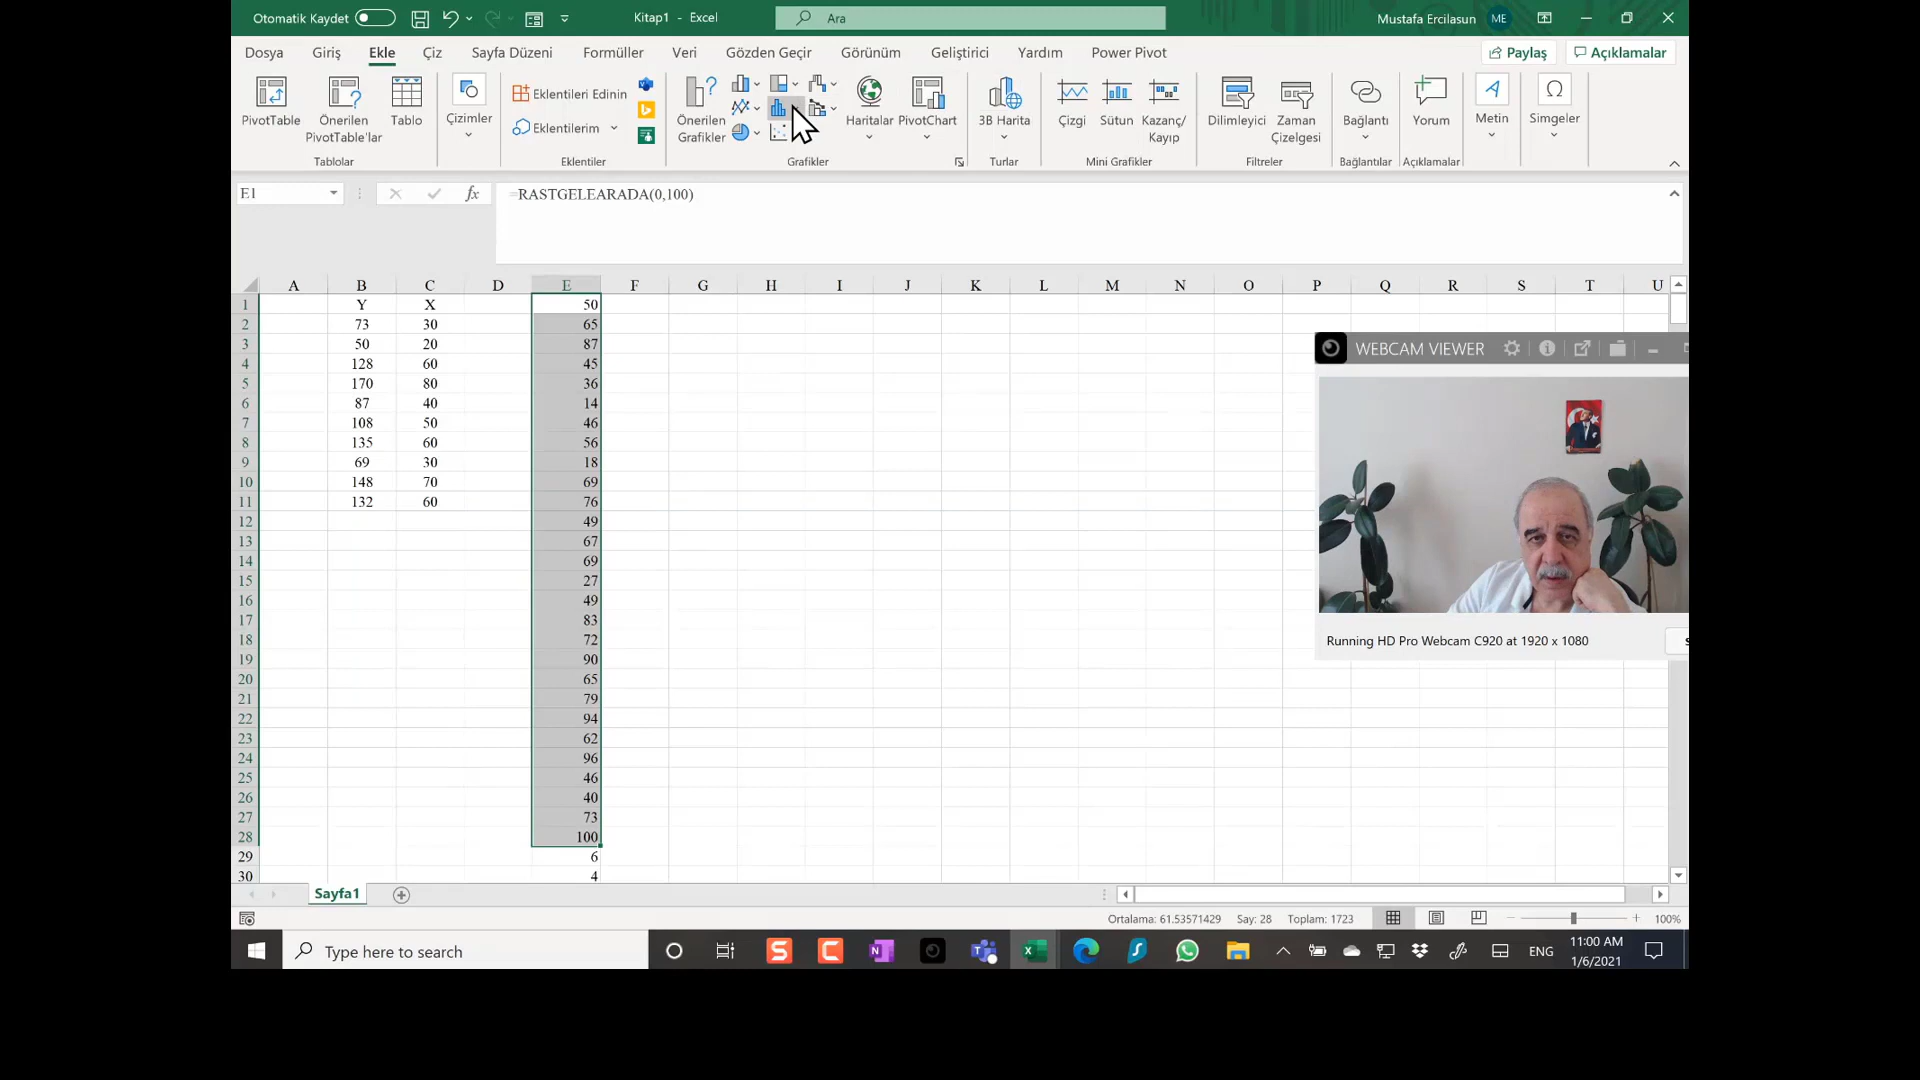 Otomatik Kaydet
Kitap1 - Excel
Ara
Mustafa Ercilasun ME
Dosya Giriş Ekle Çiz Sayfa Düzeni Formüller Veri Gözden Geçir Görünüm Geliştirici Yardım Power Pivot Paylaş Açıklamalar
PivotTable
Önerilen
PivotTable'lar
Tablo
Tablolar
Çizimler
Eklentileri Edinin
Eklentilerim
Eklentiler
Önerilen
Grafikler
Haritalar
PivotChart
Grafikler
3B Harita
Turlar
Çizgi
Sütun
Kazanç/
Kayıp
Mini Grafikler
Dilimleyici
Zaman
Çizelgesi
Filtreler
Bağlantı
Bağlantılar
Yorum
Açıklamalar
A
Metin
Ω
Simgeler
E1
fx
=RASTGELEARADA(0,100)
A B C D E F G H I J K L M N O P Q R S T U
1 Y X 50
2 73 30 65
3 50 20 87
4 128 60 45
5 170 80 36
6 87 40 14
7 108 50 46
8 135 60 56
9 69 30 18
10 148 70 69
11 132 60 76
12 49
13 67
14 69
15 27
16 49
17 83
18 72
19 90
20 65
21 79
22 94
23 62
24 96
25 46
26 40
27 73
28 100
29 6
30 4
WEBCAM VIEWER
Running HD Pro Webcam C920 at 1920 x 1080
Sayfa1
Ortalama: 61.53571429 Say: 28 Toplam: 1723
100%
Type here to search
ENG
11:00 AM
1/6/2021